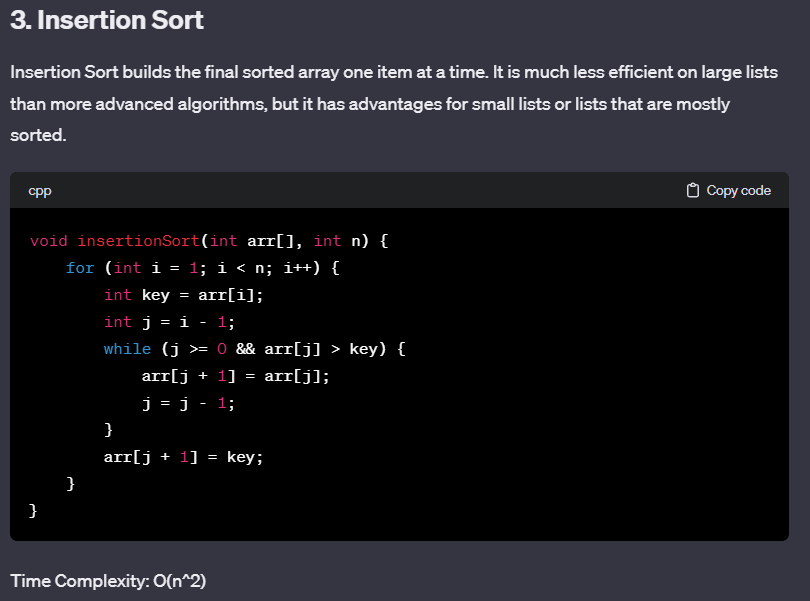 3. Insertion Sort
Insertion Sort builds the final sorted array one item at a time. It is much less efficient on large lists
than more advanced algorithms, but it has advantages for small lists or lists that are mostly
sorted.
cpp Copy code
void insertionSort(int arr[], int n) {
    for (int i = 1; i < n; i++) {
        int key = arr[i];
        int j = i - 1;
        while (j >= 0 && arr[j] > key) {
            arr[j + 1] = arr[j];
            j = j - 1;
        }
        arr[j + 1] = key;
    }
}
Time Complexity: O(n^2)